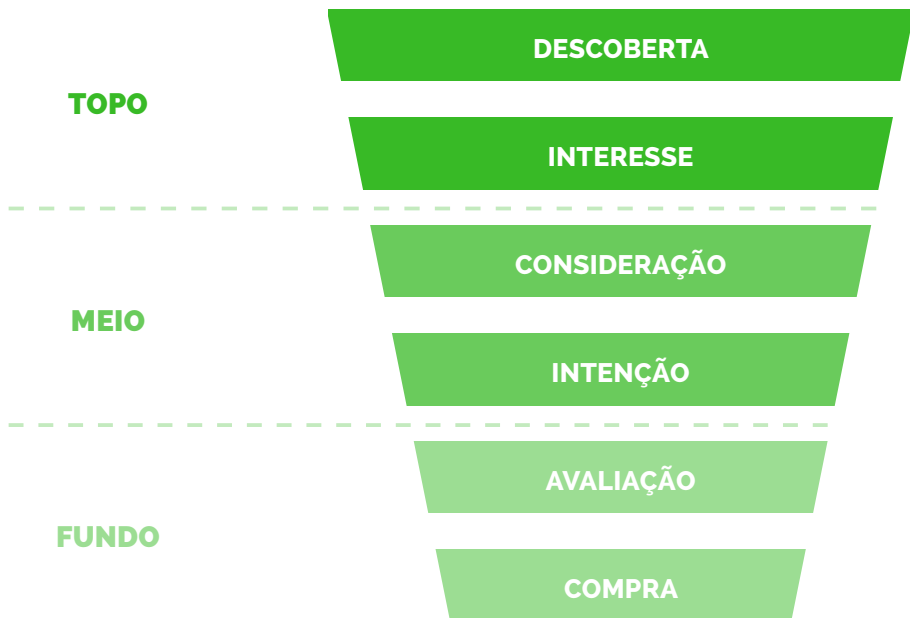 DESCOBERTA
TOPO
INTERESSE
CONSIDERAÇÃO
MEIO
INTENÇÃO
AVALIAÇÃO
FUNDO
COMPRA